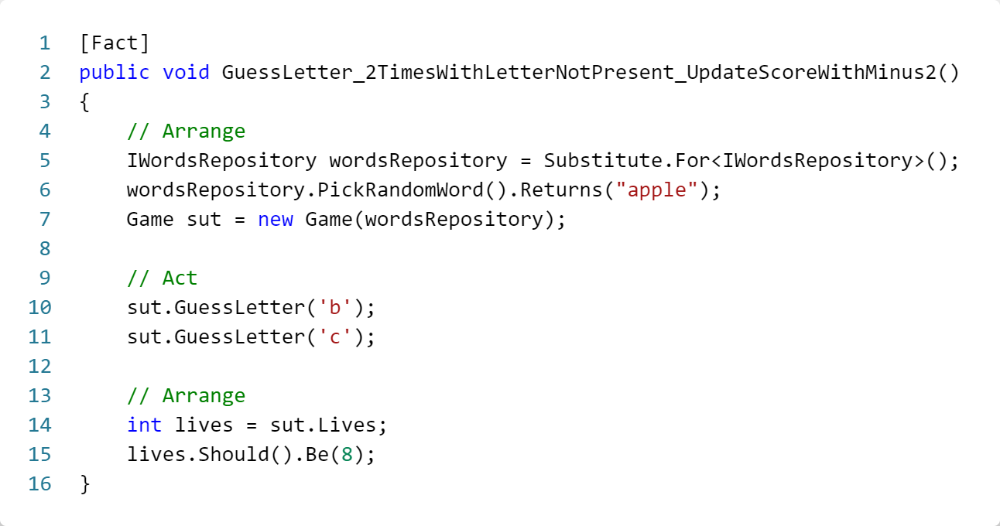 1 [Fact]
2 public void GuessLetter_2TimesWithLetterNotPresent_UpdateScoreWithMinus2()
3 {
4     // Arrange
5     IWordsRepository wordsRepository = Substitute.For<IWordsRepository>();
6     wordsRepository.PickRandomWord().Returns("apple");
7     Game sut = new Game(wordsRepository);
8
9     // Act
10     sut.GuessLetter('b');
11     sut.GuessLetter('c');
12
13     // Arrange
14     int lives = sut.Lives;
15     lives.Should().Be(8);
16 }